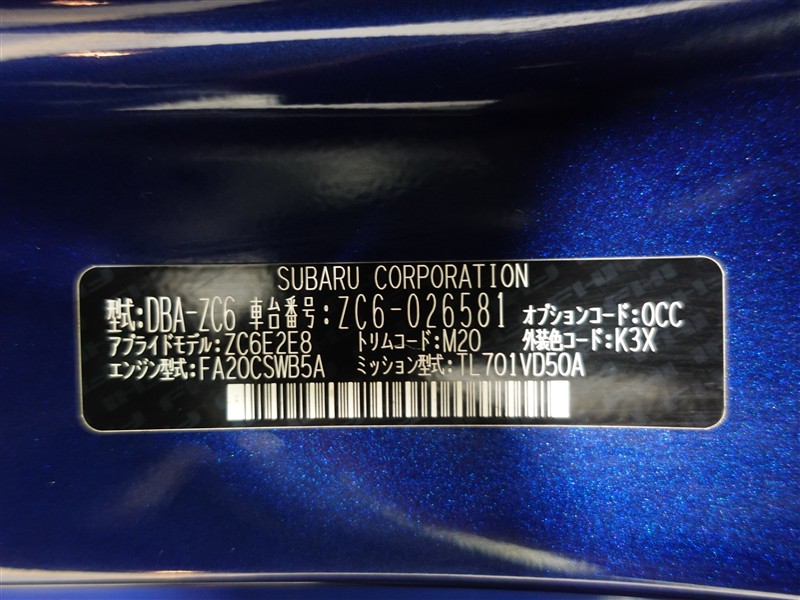 SUBARU CORPORATION
型式:DBA-ZC6 車台番号:ZC6-026581 オプションコード:OCC
アプライドモデル:ZC6E2E8 トリムコード:M20 外装色コード:K3X
エンジン型式:FA20CSWB5A ミッション型式:TL701VD50A